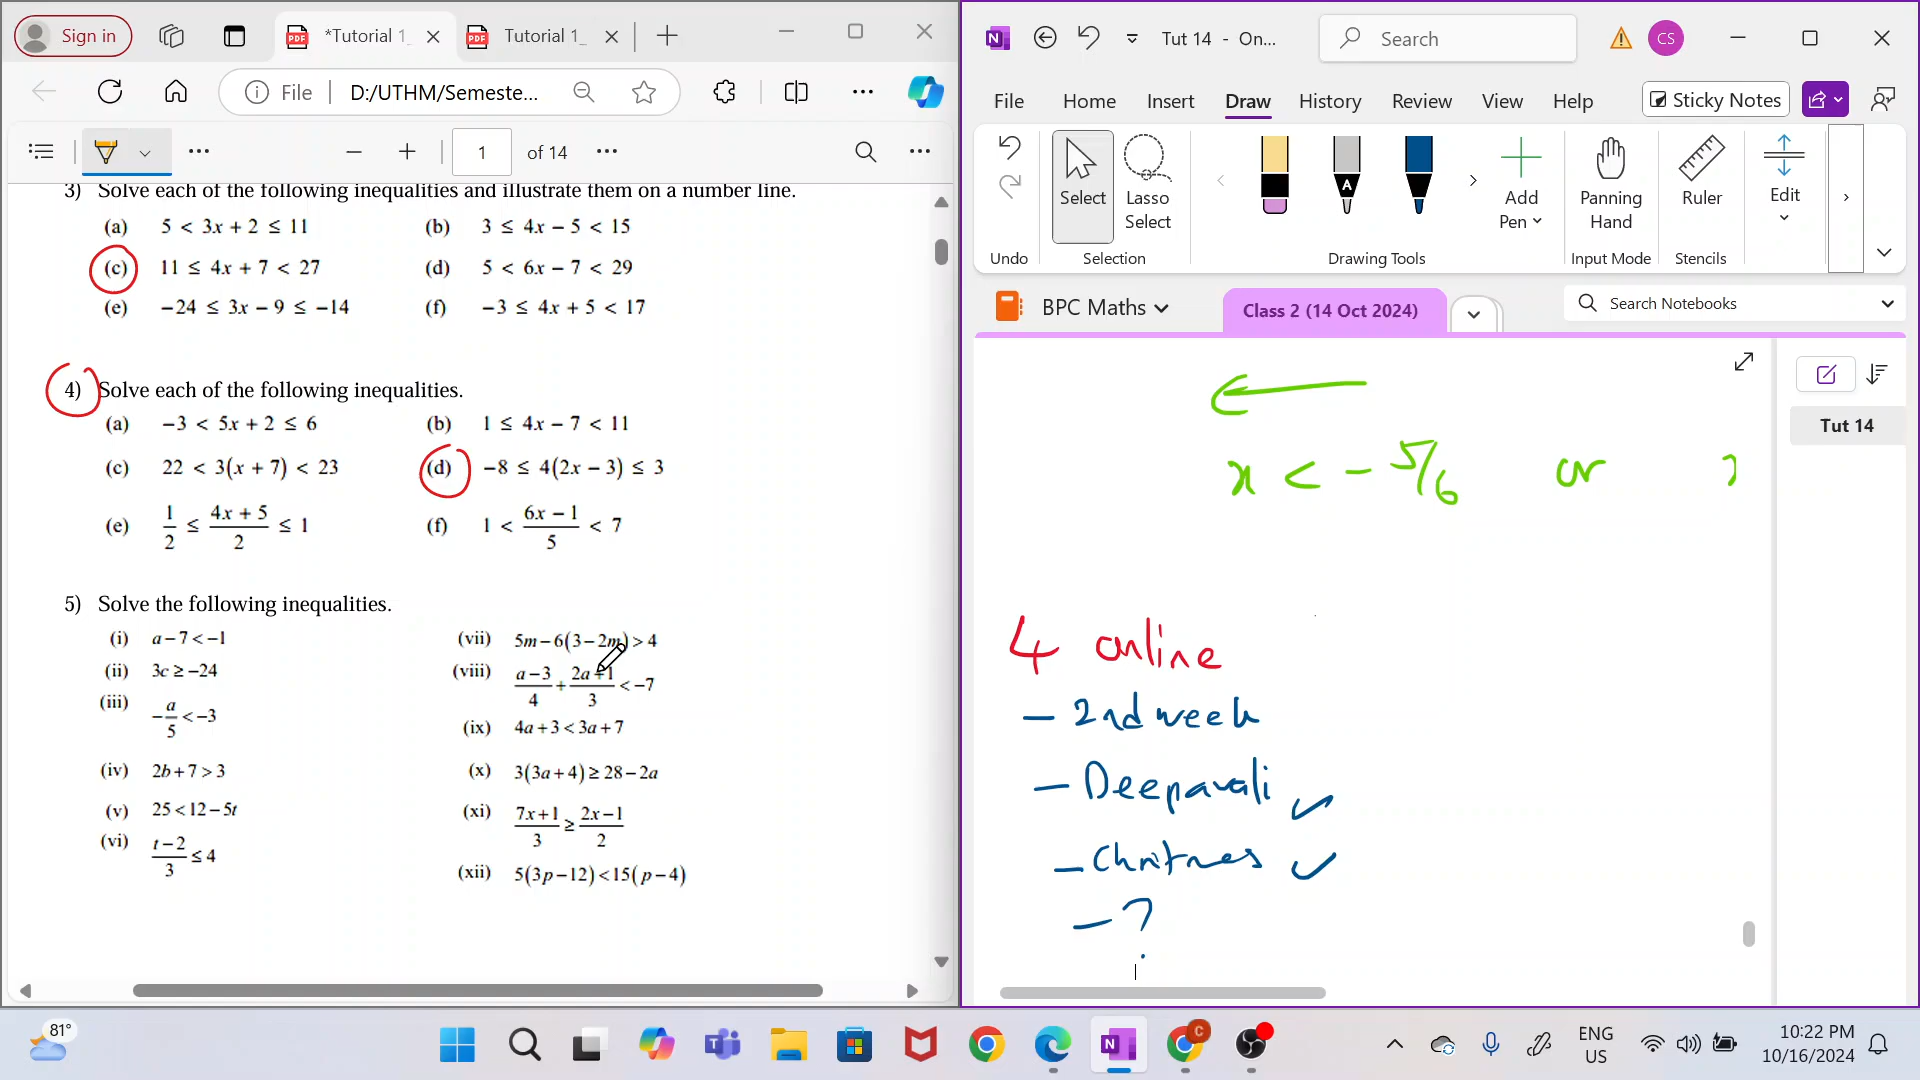 Sign in
*Tutorial 1_
Tutorial 1_
File
D:/UTHM/Semeste...
1 of 14
3) Solve each of the following inequalities and illustrate them on a number line.
(a) 5 < 3x + 2 ≤ 11
(b) 3 ≤ 4x − 5 < 15
(c) 11 ≤ 4x + 7 < 27
(d) 5 < 6x − 7 < 29
(e) −24 ≤ 3x − 9 ≤ −14
(f) −3 ≤ 4x + 5 < 17
4) Solve each of the following inequalities.
(a) −3 < 5x + 2 ≤ 6
(b) 1 ≤ 4x − 7 < 11
(c) 22 < 3(x + 7) < 23
(d) −8 ≤ 4(2x − 3) ≤ 3
(e) 1/2 ≤ (4x + 5)/2 ≤ 1
(f) 1 < (6x − 1)/5 < 7
5) Solve the following inequalities.
(i) a − 7 < −1
(ii) 3c ≥ −24
(iii) −a/5 < −3
(iv) 2b + 7 > 3
(v) 25 < 12 − 5t
(vi) (t − 2)/3 ≤ 4
(vii) 5m − 6(3 − 2m) > 4
(viii) (a − 3)/4 + (2a + 1)/3 < −7
(ix) 4a + 3 < 3a + 7
(x) 3(3a + 4) ≥ 28 − 2a
(xi) (7x + 1)/3 ≥ (2x − 1)/2
(xii) 5(3p − 12) < 15(p − 4)
Tut 14 - On...
Search
CS
File Home Insert Draw History Review View Help
Sticky Notes
Select
Lasso Select
A
Add Pen
Panning Hand
Ruler
Edit
Undo
Selection
Drawing Tools
Input Mode
Stencils
BPC Maths
Class 2 (14 Oct 2024)
Search Notebooks
Tut 14
x < − 5/6 or
4 online
– 2nd week
– Deepavali ✓
– Chritmes ✓
– ?
81°
ENG
US
10:22 PM
10/16/2024